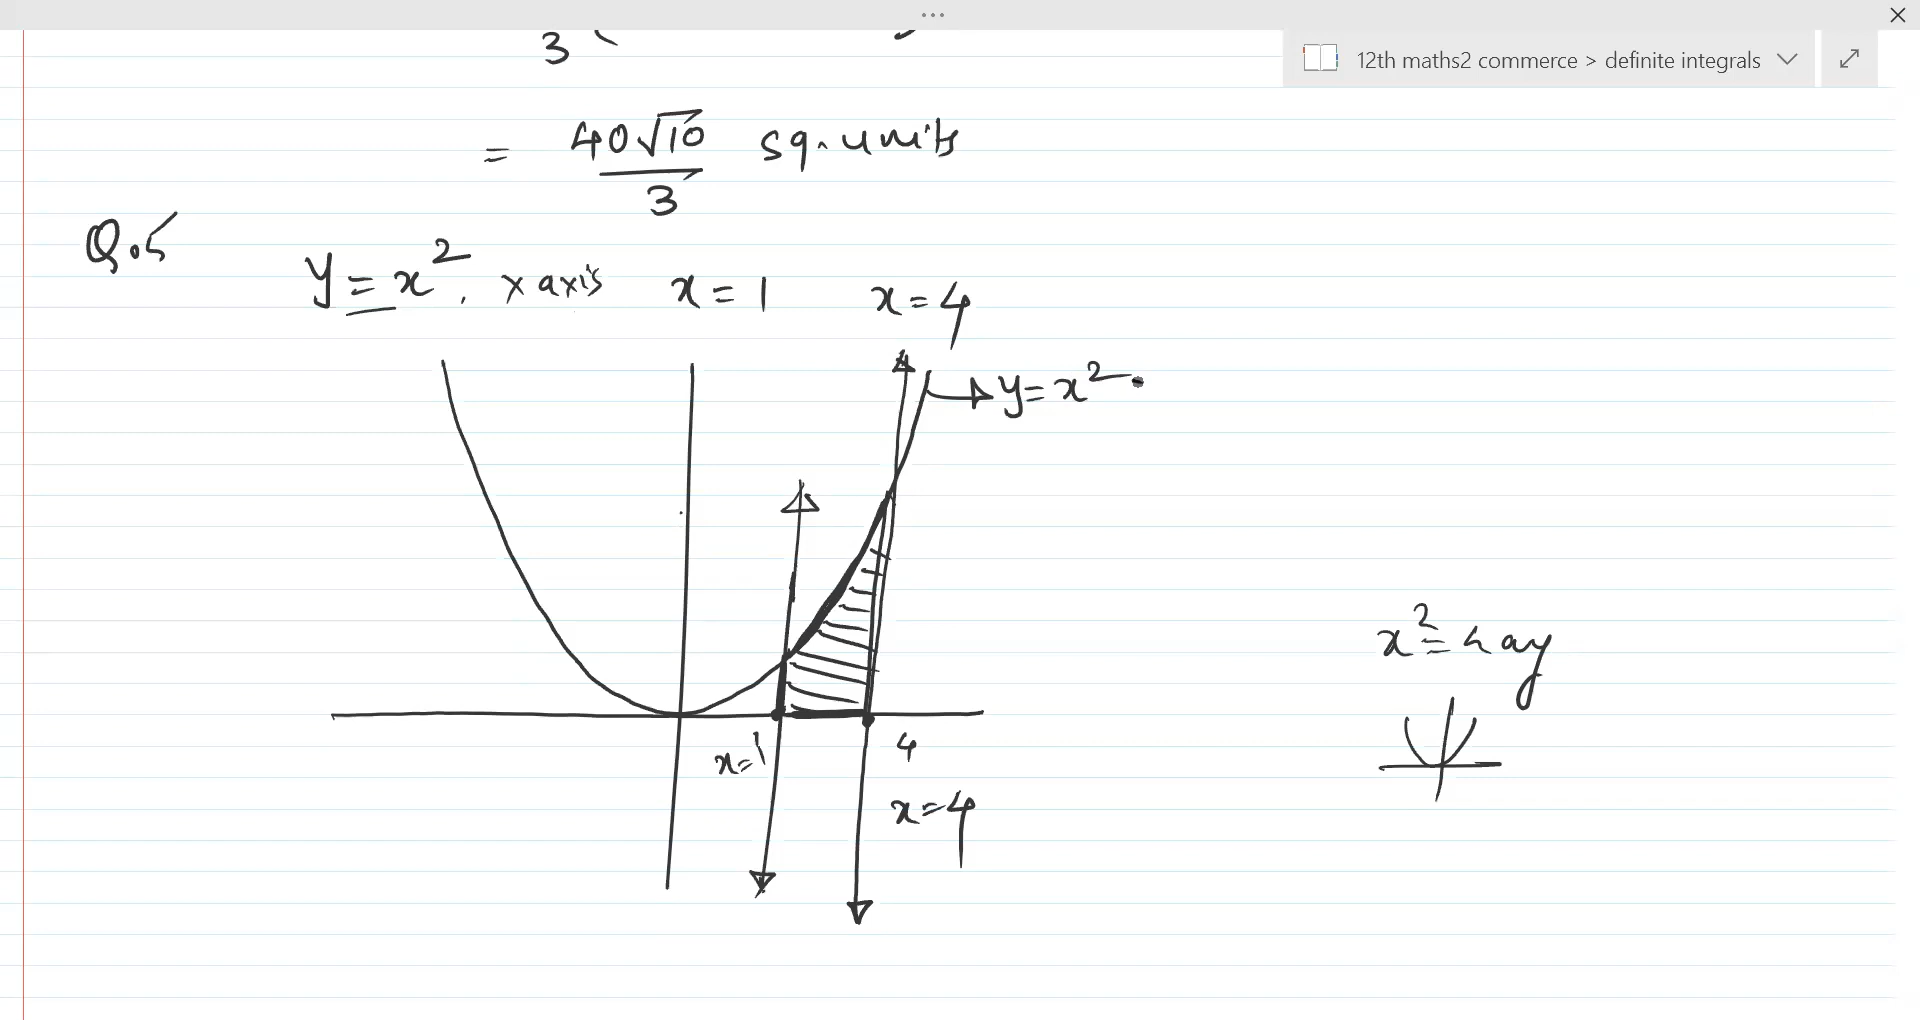 12th maths2 commerce > definite integrals
3
= 40√10 / 3 sq. units
Q.5
y = x², x axis x = 1 x = 4
y = x²
x² = 4ay
x=1
4
x=4